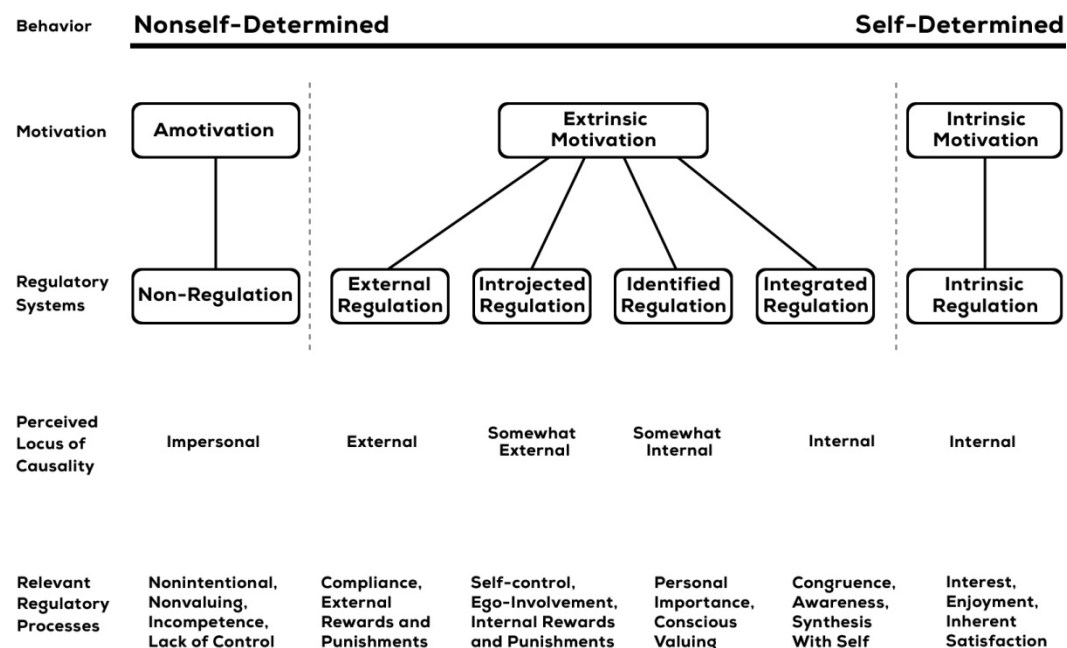 Behavior Nonself-Determined Self-Determined
Motivation Amotivation Extrinsic Motivation Intrinsic Motivation
Regulatory Systems Non-Regulation External Regulation Introjected Regulation Identified Regulation Integrated Regulation Intrinsic Regulation
Perceived Locus of Causality Impersonal External Somewhat External Somewhat Internal Internal Internal
Relevant Regulatory Processes
Nonintentional,
Nonvaluing,
Incompetence,
Lack of Control
Compliance,
External
Rewards and
Punishments
Self-control,
Ego-Involvement,
Internal Rewards
and Punishments
Personal
Importance,
Conscious
Valuing
Congruence,
Awareness,
Synthesis
With Self
Interest,
Enjoyment,
Inherent
Satisfaction